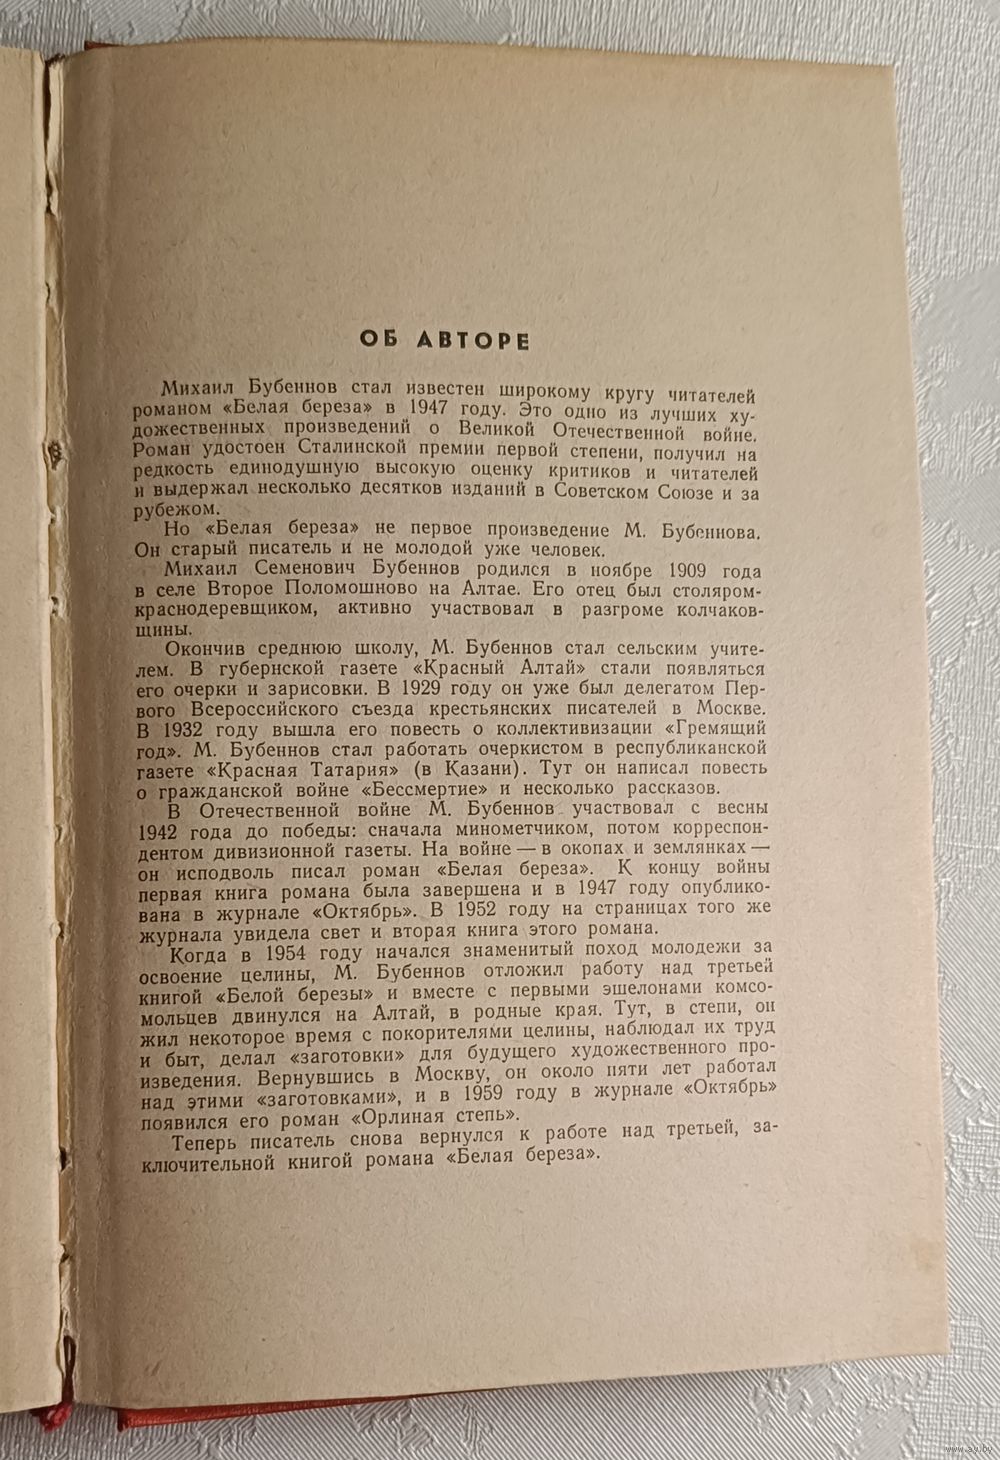 ОБ АВТОРЕ
Михаил Бубеннов стал известен широкому кругу читателей
романом «Белая береза» в 1947 году. Это одно из лучших ху-
дожественных произведений о Великой Отечественной войне.
Роман удостоен Сталинской премии первой степени, получил на
редкость единодушную высокую оценку критиков и читателей
и выдержал несколько десятков изданий в Советском Союзе и за
рубежом.
Но «Белая береза» не первое произведение М. Бубеннова.
Он старый писатель и не молодой уже человек.
Михаил Семенович Бубеннов родился в ноябре 1909 года
в селе Второе Поломошново на Алтае. Его отец был столяром-
краснодеревщиком, активно участвовал в разгроме колчаков-
щины.
Окончив среднюю школу, М. Бубеннов стал сельским учите-
лем. В губернской газете «Красный Алтай» стали появляться
его очерки и зарисовки. В 1929 году он уже был делегатом Пер-
вого Всероссийского съезда крестьянских писателей в Москве.
В 1932 году вышла его повесть о коллективизации «Гремящий
год». М. Бубеннов стал работать очеркистом в республиканской
газете «Красная Татария» (в Казани). Тут он написал повесть
о гражданской войне «Бессмертие» и несколько рассказов.
В Отечественной войне М. Бубеннов участвовал с весны
1942 года до победы: сначала минометчиком, потом корреспон-
дентом дивизионной газеты. На войне — в окопах и землянках —
он исподволь писал роман «Белая береза». К концу войны
первая книга романа была завершена и в 1947 году опублико-
вана в журнале «Октябрь». В 1952 году на страницах того же
журнала увидела свет и вторая книга этого романа.
Когда в 1954 году начался знаменитый поход молодежи за
освоение целины, М. Бубеннов отложил работу над третьей
книгой «Белой березы» и вместе с первыми эшелонами комсо-
мольцев двинулся на Алтай, в родные края. Тут, в степи, он
жил некоторое время с покорителями целины, наблюдал их труд
и быт, делал «заготовки» для будущего художественного про-
изведения. Вернувшись в Москву, он около пяти лет работал
над этими «заготовками», и в 1959 году в журнале «Октябрь»
появился его роман «Орлиная степь».
Теперь писатель снова вернулся к работе над третьей, за-
ключительной книгой романа «Белая береза».
www.ay.by